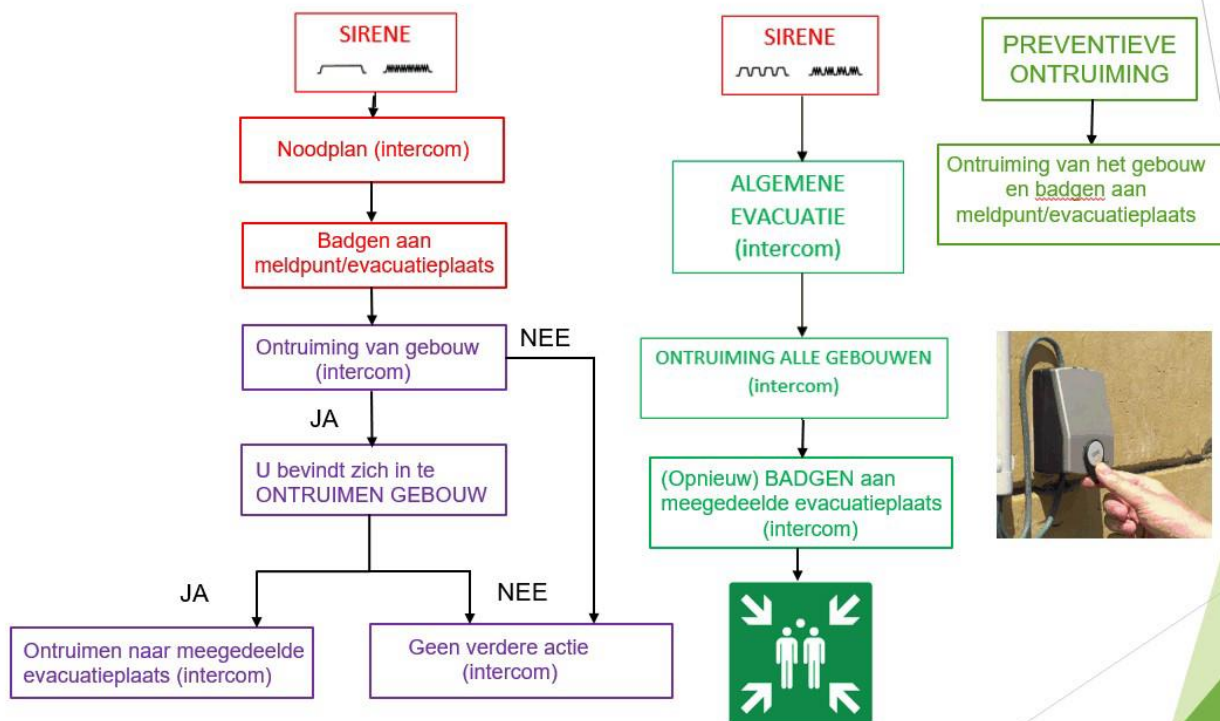 SIRENE
Noodplan (intercom)
Badgen aan
meldpunt/evacuatieplaats
Ontruiming van gebouw
(intercom)
NEE
JA
U bevindt zich in te
ONTRUIMEN GEBOUW
JA
NEE
Ontruimen naar meegedeelde
evacuatieplaats (intercom)
Geen verdere actie
(intercom)
SIRENE
ALGEMENE
EVACUATIE
(intercom)
ONTRUIMING ALLE GEBOUWEN
(intercom)
(Opnieuw) BADGEN aan
meegedeelde evacuatieplaats
(intercom)
PREVENTIEVE
ONTRUIMING
Ontruiming van het gebouw
en badgen aan
meldpunt/evacuatieplaats